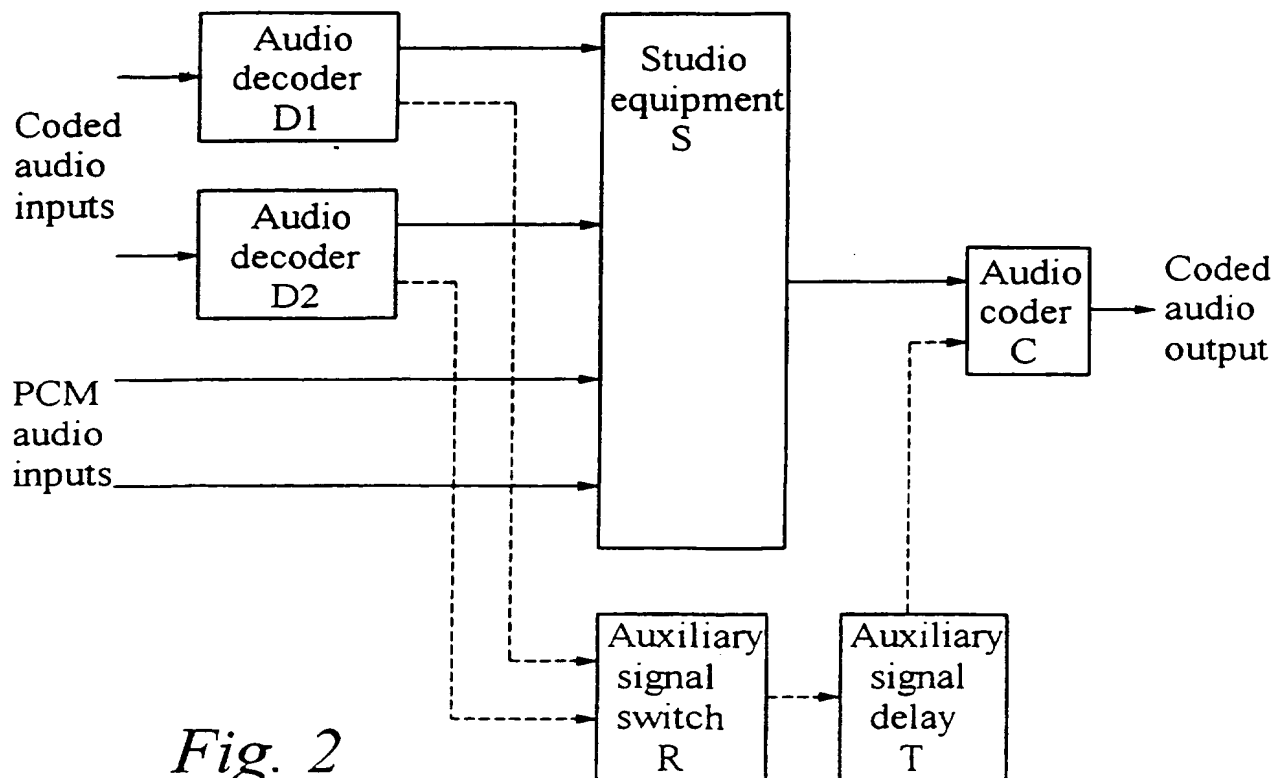 Audio
decoder
D1
Studio
equipment
S
Coded
audio
inputs
Audio
decoder
D2
Audio
coder
C
Coded
audio
output
PCM
audio
inputs
Auxiliary
signal
switch
R
Auxiliary
signal
delay
T
Fig. 2